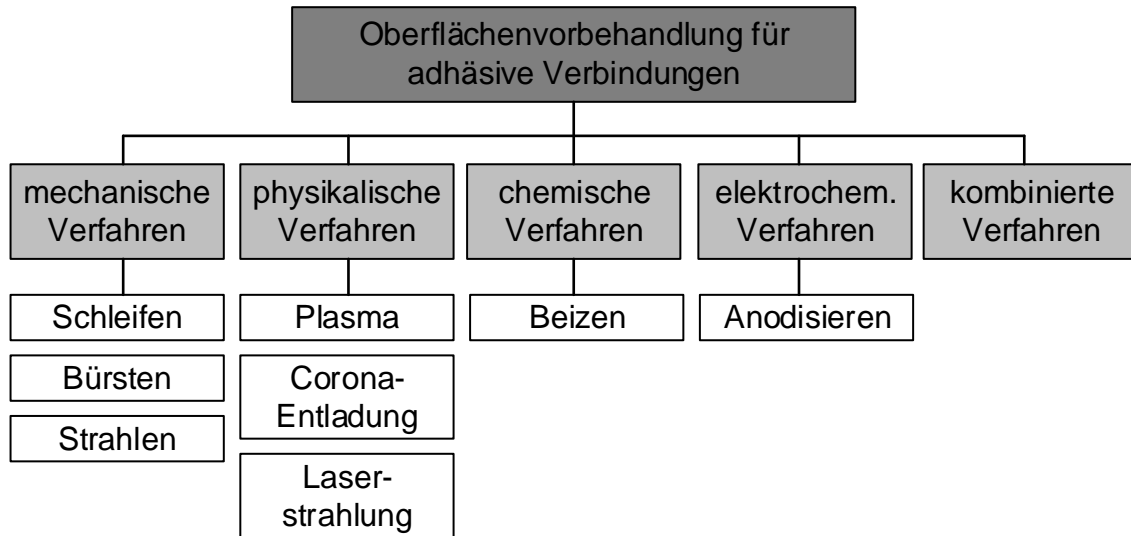 Oberflächenvorbehandlung für
adhäsive Verbindungen
mechanische
Verfahren
physikalische
Verfahren
chemische
Verfahren
elektrochem.
Verfahren
kombinierte
Verfahren
Schleifen
Bürsten
Strahlen
Plasma
Corona-
Entladung
Laser-
strahlung
Beizen
Anodisieren